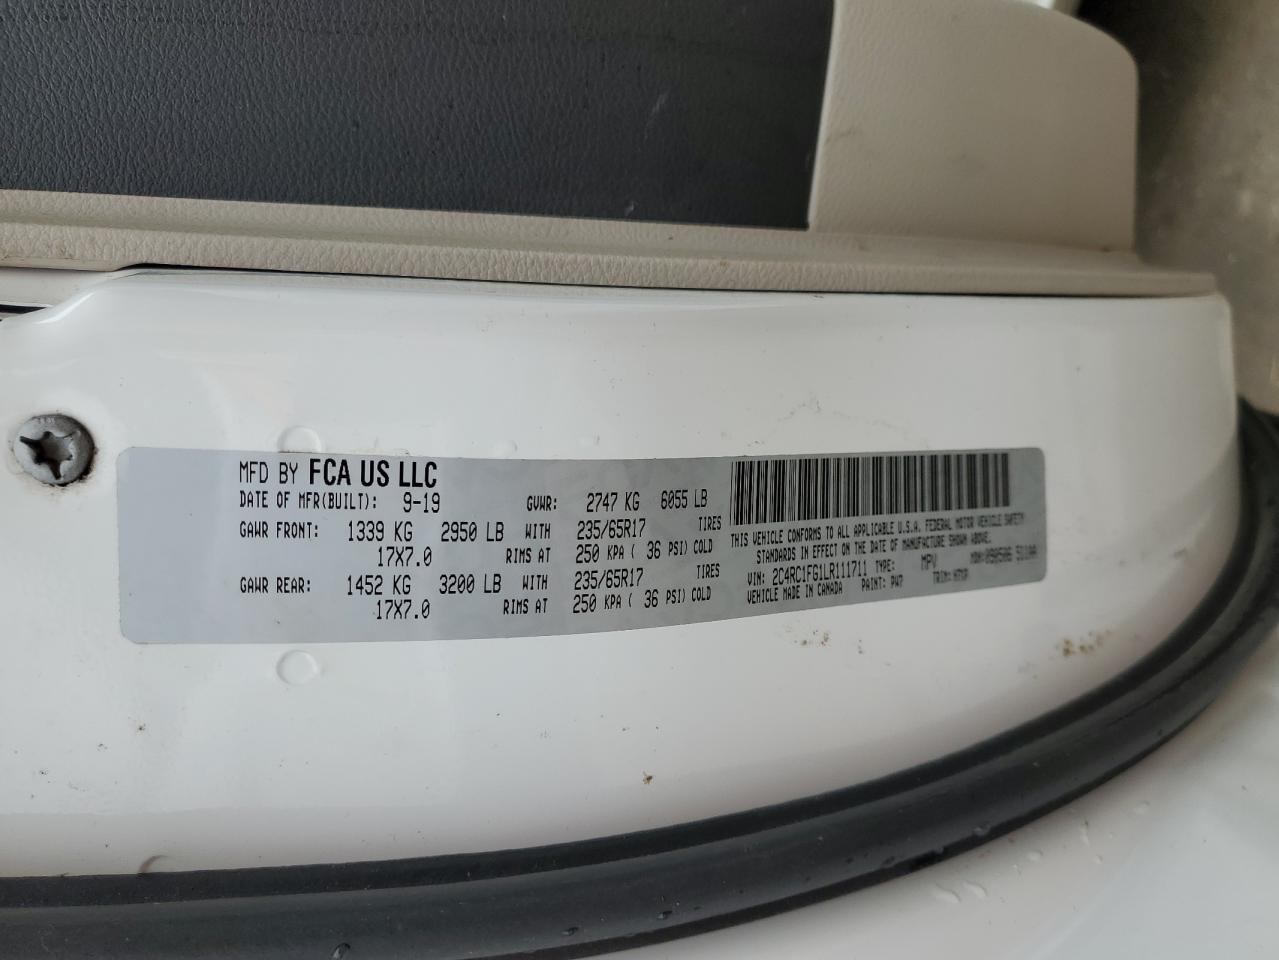 MFD BY FCA US LLC
DATE OF MFR(BUILT): 9-19 GVWR: 2747 KG 6055 LB
GAWR FRONT: 1339 KG 2950 LB WITH 235/65R17 TIRES
17X7.0 RIMS AT 250 KPA ( 36 PSI) COLD
GAWR REAR: 1452 KG 3200 LB WITH 235/65R17 TIRES
17X7.0 RIMS AT 250 KPA ( 36 PSI) COLD
THIS VEHICLE CONFORMS TO ALL APPLICABLE U.S.A. FEDERAL MOTOR VEHICLE SAFETY
STANDARDS IN EFFECT ON THE DATE OF MANUFACTURE SHOWN ABOVE.
VIN: 2C4RC1FG1LR111711 TYPE: MPV MDH:
VEHICLE MADE IN CANADA PAINT: PW7 TRIM: